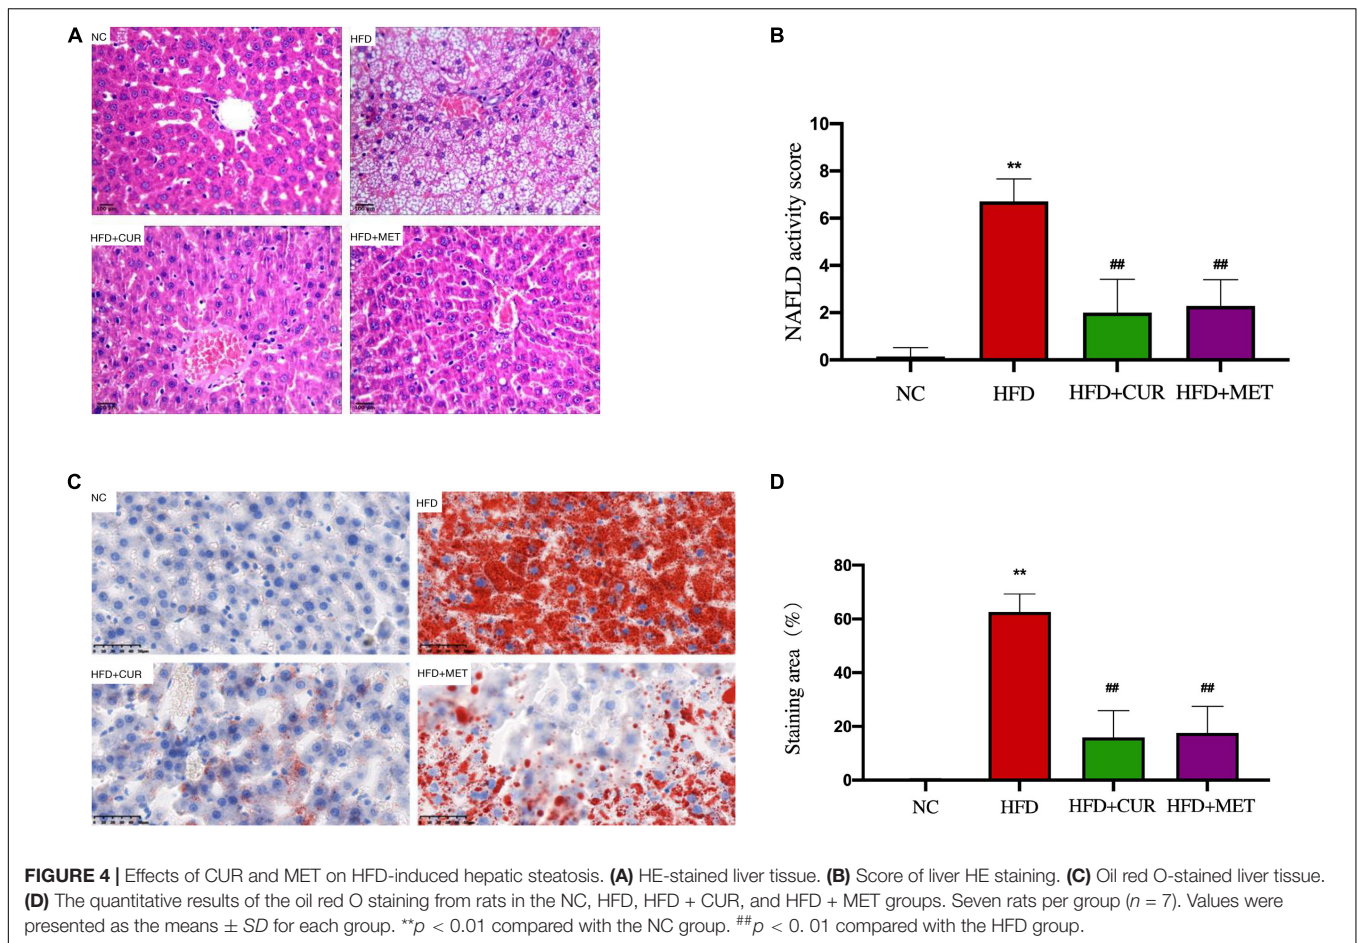 A
NC
HFD
HFD+CUR
HFD+MET
B
NAFLD activity score
10
8
6
4
2
0
**
##
##
NC
HFD
HFD+CUR
HFD+MET
C
NC
HFD
HFD+CUR
HFD+MET
D
Staining area (%)
80
60
40
20
0
**
##
##
NC
HFD
HFD+CUR
HFD+MET
FIGURE 4 | Effects of CUR and MET on HFD-induced hepatic steatosis. (A) HE-stained liver tissue. (B) Score of liver HE staining. (C) Oil red O-stained liver tissue.
(D) The quantitative results of the oil red O staining from rats in the NC, HFD, HFD + CUR, and HFD + MET groups. Seven rats per group (n = 7). Values were
presented as the means ± SD for each group. **p < 0.01 compared with the NC group. ##p < 0. 01 compared with the HFD group.